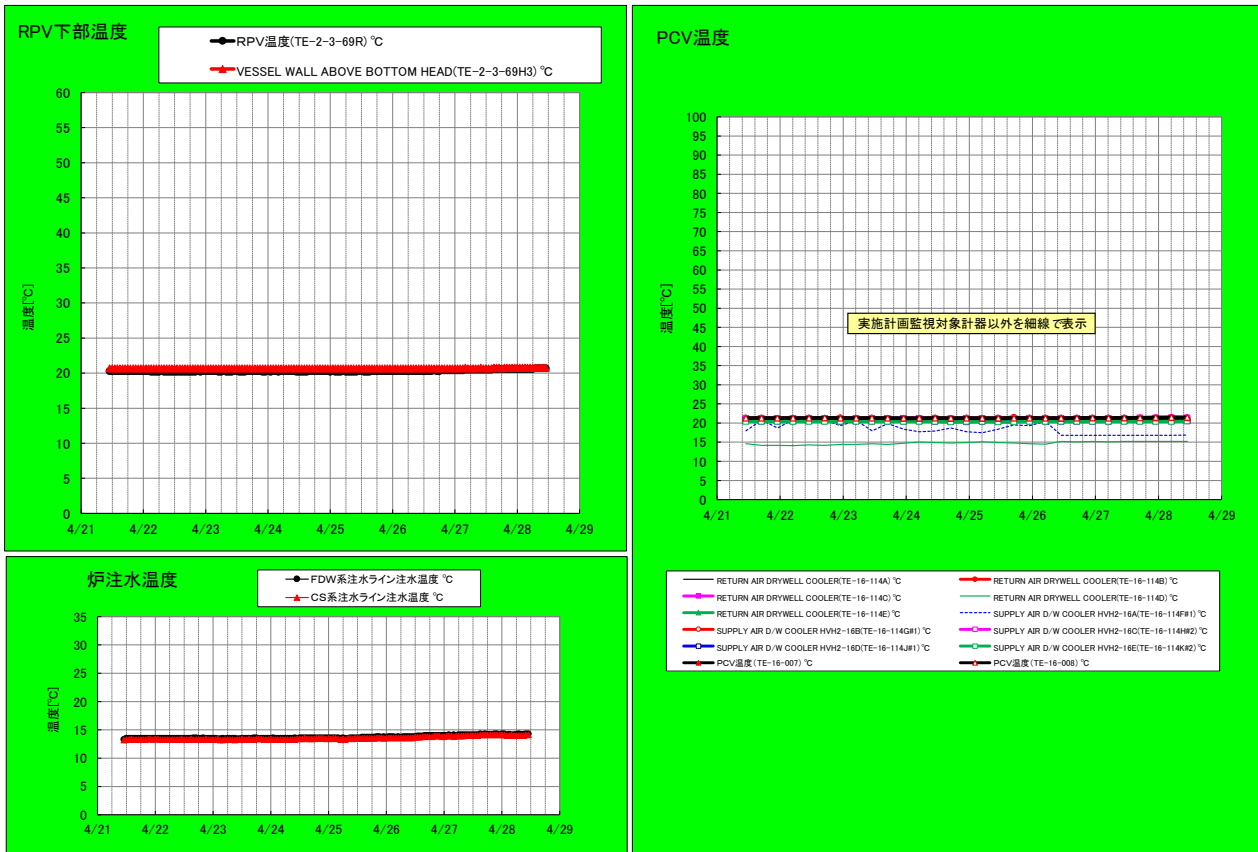 RPV下部温度
RPV温度(TE-2-3-69R) ℃
VESSEL WALL ABOVE BOTTOM HEAD(TE-2-3-69H3) ℃
温度[℃]
60
55
50
45
40
35
30
25
20
15
10
5
0
4/21 4/22 4/23 4/24 4/25 4/26 4/27 4/28 4/29
炉注水温度
FDW系注水ライン注水温度 ℃
CS系注水ライン注水温度 ℃
温度[℃]
35
30
25
20
15
10
5
0
4/21 4/22 4/23 4/24 4/25 4/26 4/27 4/28 4/29
PCV温度
温度[℃]
100
95
90
85
80
75
70
65
60
55
50
45
40
35
30
25
20
15
10
5
0
実施計画監視対象計器以外を細線で表示
4/21 4/22 4/23 4/24 4/25 4/26 4/27 4/28 4/29
RETURN AIR DRYWELL COOLER(TE-16-114A) ℃
RETURN AIR DRYWELL COOLER(TE-16-114B) ℃
RETURN AIR DRYWELL COOLER(TE-16-114C) ℃
RETURN AIR DRYWELL COOLER(TE-16-114D) ℃
RETURN AIR DRYWELL COOLER(TE-16-114E) ℃
SUPPLY AIR D/W COOLER HVH2-16A(TE-16-114F#1) ℃
SUPPLY AIR D/W COOLER HVH2-16B(TE-16-114G#1) ℃
SUPPLY AIR D/W COOLER HVH2-16C(TE-16-114H#2) ℃
SUPPLY AIR D/W COOLER HVH2-16D(TE-16-114J#1) ℃
SUPPLY AIR D/W COOLER HVH2-16E(TE-16-114K#2) ℃
PCV温度(TE-16-007) ℃
PCV温度(TE-16-008) ℃